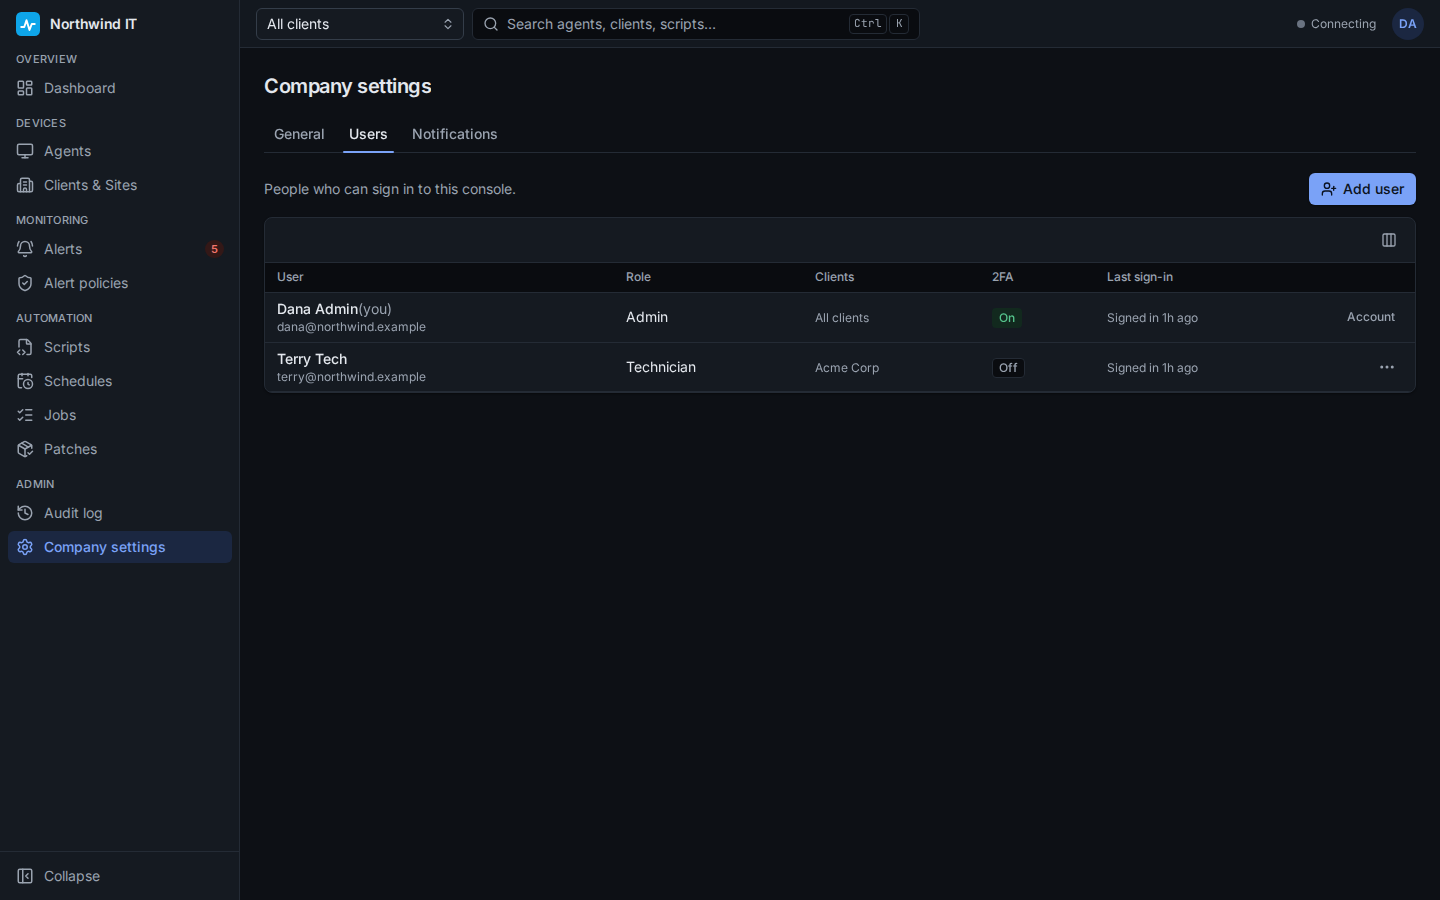 Northwind IT
All clients
Search agents, clients, scripts...
Ctrl K
Connecting
DA
OVERVIEW
Dashboard
DEVICES
Agents
Clients & Sites
MONITORING
Alerts 5
Alert policies
AUTOMATION
Scripts
Schedules
Jobs
Patches
ADMIN
Audit log
Company settings
Collapse
Company settings
General Users Notifications
People who can sign in to this console.
Add user
User Role Clients 2FA Last sign-in
Dana Admin(you)
dana@northwind.example
Admin All clients On Signed in 1h ago Account
Terry Tech
terry@northwind.example
Technician Acme Corp Off Signed in 1h ago